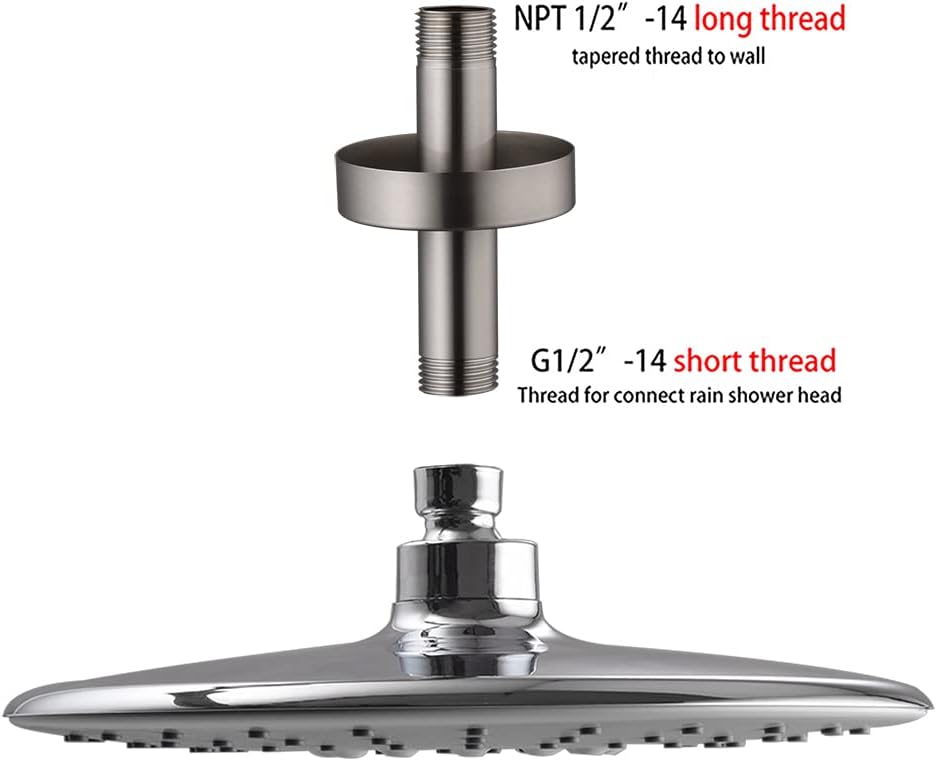 NPT 1/2” -14 long thread
tapered thread to wall
G1/2” -14 short thread
Thread for connect rain shower head